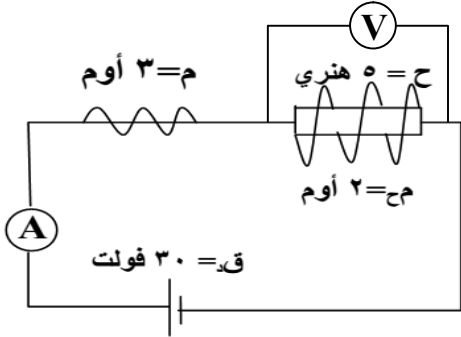 V
ح = ٥ هنري
م=٣ أوم
مح=٢ أوم
A
قد= ٣٠ فولت